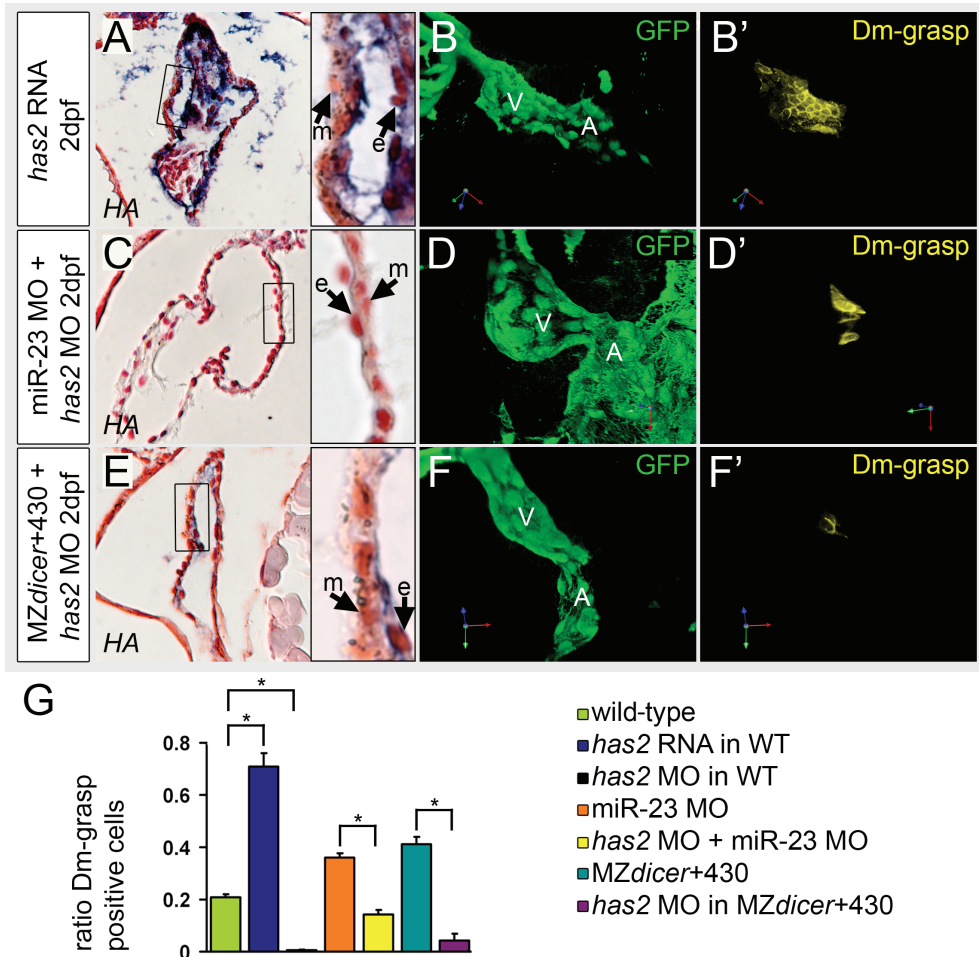 has2 RNA
2dpf
A
m
e
HA
B
GFP
V
A
B’
Dm-grasp
miR-23 MO +
has2 MO 2dpf
C
e
m
HA
D
GFP
V
A
D’
Dm-grasp
MZdicer+430 +
has2 MO 2dpf
E
m
e
HA
F
GFP
V
A
F’
Dm-grasp
G
ratio Dm-grasp
positive cells
0.8
0.6
0.4
0.2
0
*
*
*
*
wild-type
has2 RNA in WT
has2 MO in WT
miR-23 MO
has2 MO + miR-23 MO
MZdicer+430
has2 MO in MZdicer+430